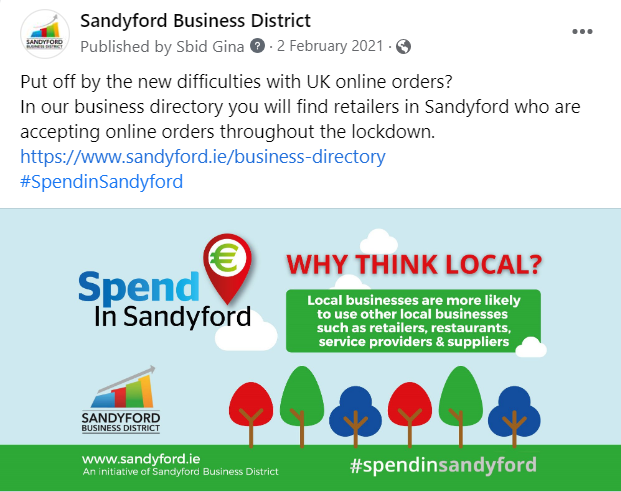 SANDYFORD
BUSINESS DISTRICT
Sandyford Business District
Published by Sbid Gina ? · 2 February 2021 ·
Put off by the new difficulties with UK online orders?
In our business directory you will find retailers in Sandyford who are
accepting online orders throughout the lockdown.
https://www.sandyford.ie/business-directory
#SpendinSandyford
€
Spend
In Sandyford
WHY THINK LOCAL?
Local businesses are more likely
to use other local businesses
such as retailers, restaurants,
service providers & suppliers
SANDYFORD
BUSINESS DISTRICT
www.sandyford.ie
An Initiative of Sandyford Business District
#spendinsandyford